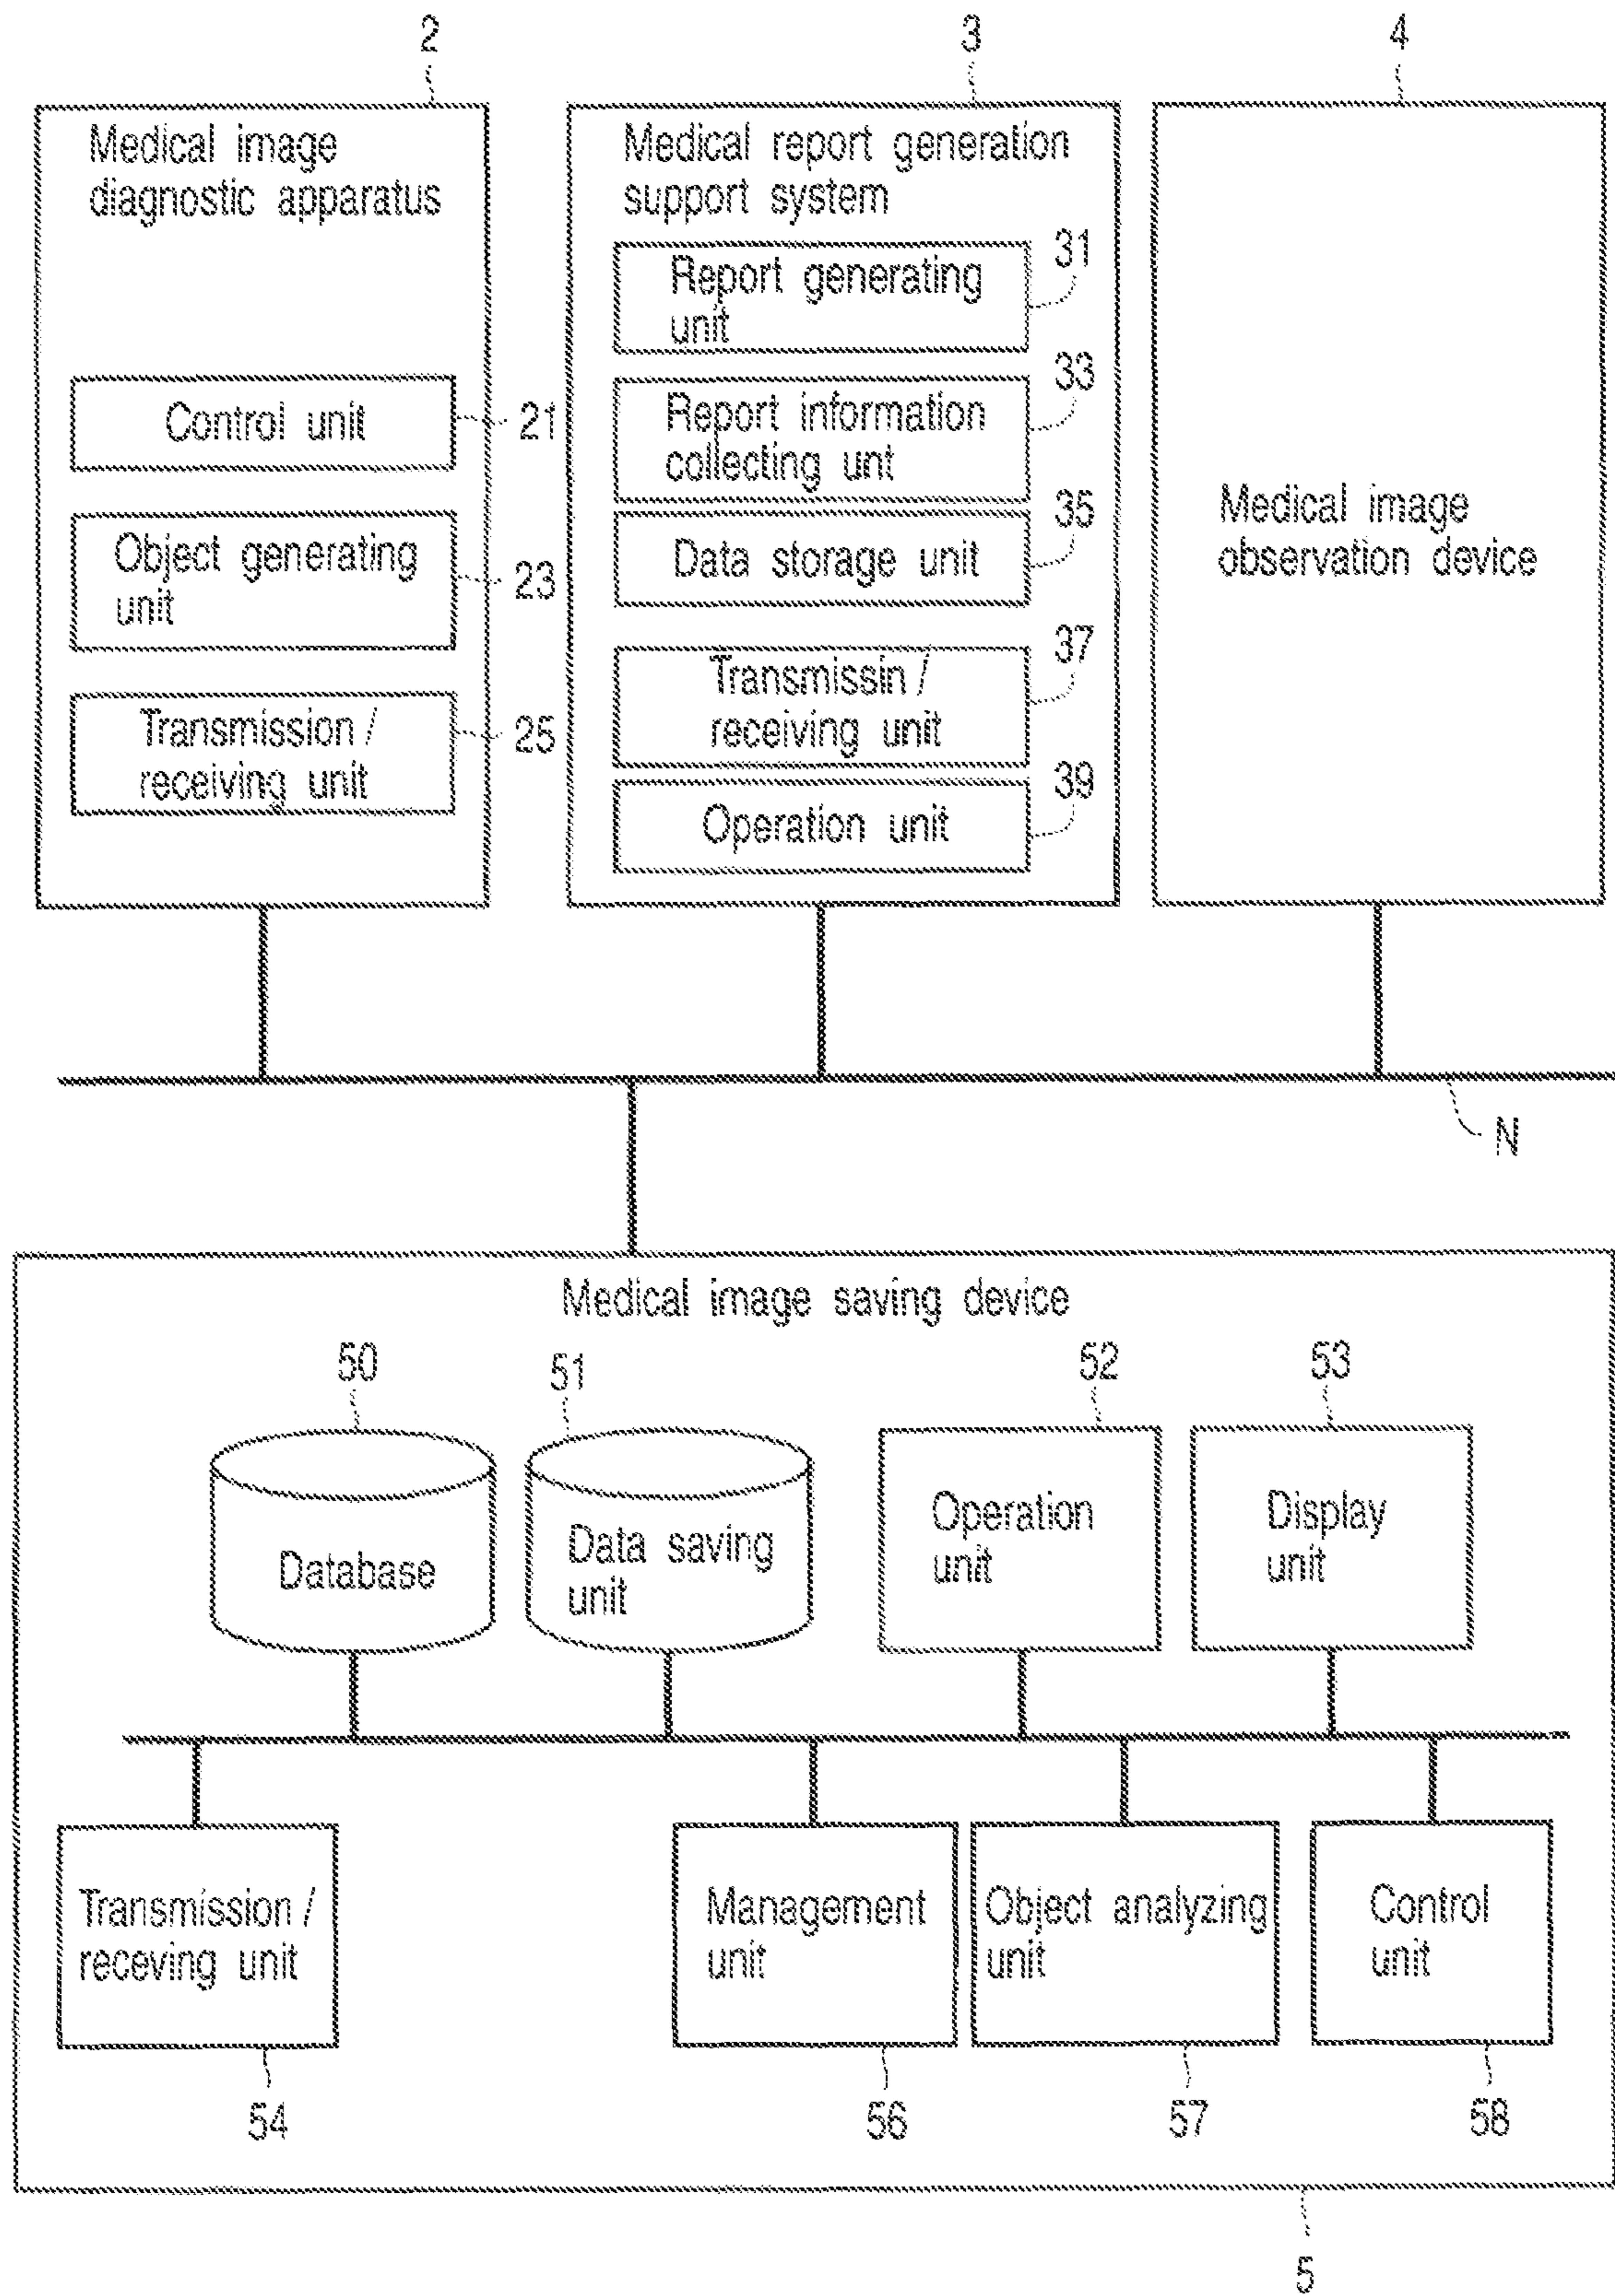 2
3
4
Medical image
diagnostic apparatus
Control unit
21
Object generating
unit
23
Transmission /
receiving unit
25
Medical report generation
support system
Report generating
unit
31
Report information
collecting unt
33
Data storage unit
35
Transmissin /
receiving unit
37
Operation unit
39
Medical image
observation device
N
Medical image saving device
50
51
52
53
Database
Data saving
unit
Operation
unit
Display
unit
Transmission /
receving unit
Management
unit
Object analyzing
unit
Control
unit
54
56
57
58
5